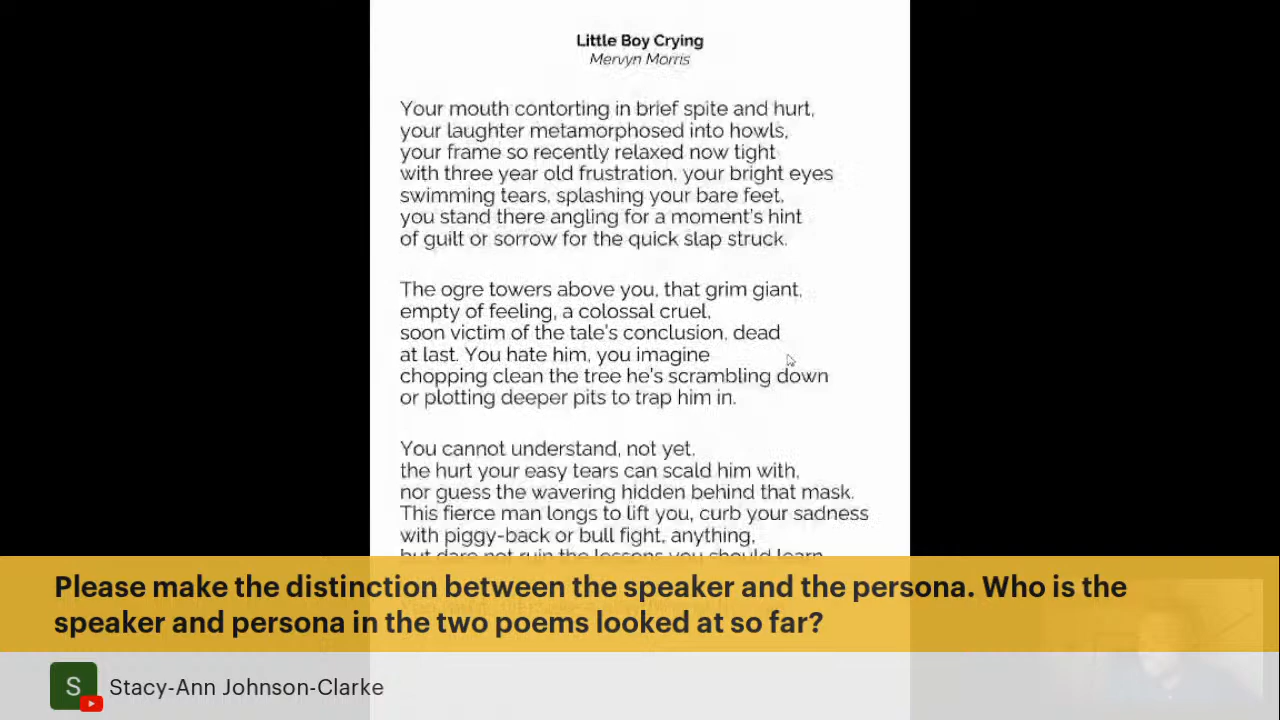 Little Boy Crying
Mervyn Morris
Your mouth contorting in brief spite and hurt,
your laughter metamorphosed into howls,
your frame so recently relaxed now tight
with three year old frustration, your bright eyes
swimming tears, splashing your bare feet,
you stand there angling for a moment's hint
of guilt or sorrow for the quick slap struck.
The ogre towers above you, that grim giant,
empty of feeling, a colossal cruel,
soon victim of the tale's conclusion, dead
at last. You hate him, you imagine
chopping clean the tree he's scrambling down
or plotting deeper pits to trap him in.
You cannot understand, not yet,
the hurt your easy tears can scald him with,
nor guess the wavering hidden behind that mask.
This fierce man longs to lift you, curb your sadness
with piggy-back or bull fight, anything,
but dare not ruin the lessons you should learn
Please make the distinction between the speaker and the persona. Who is the
speaker and persona in the two poems looked at so far?
S
Stacy-Ann Johnson-Clarke